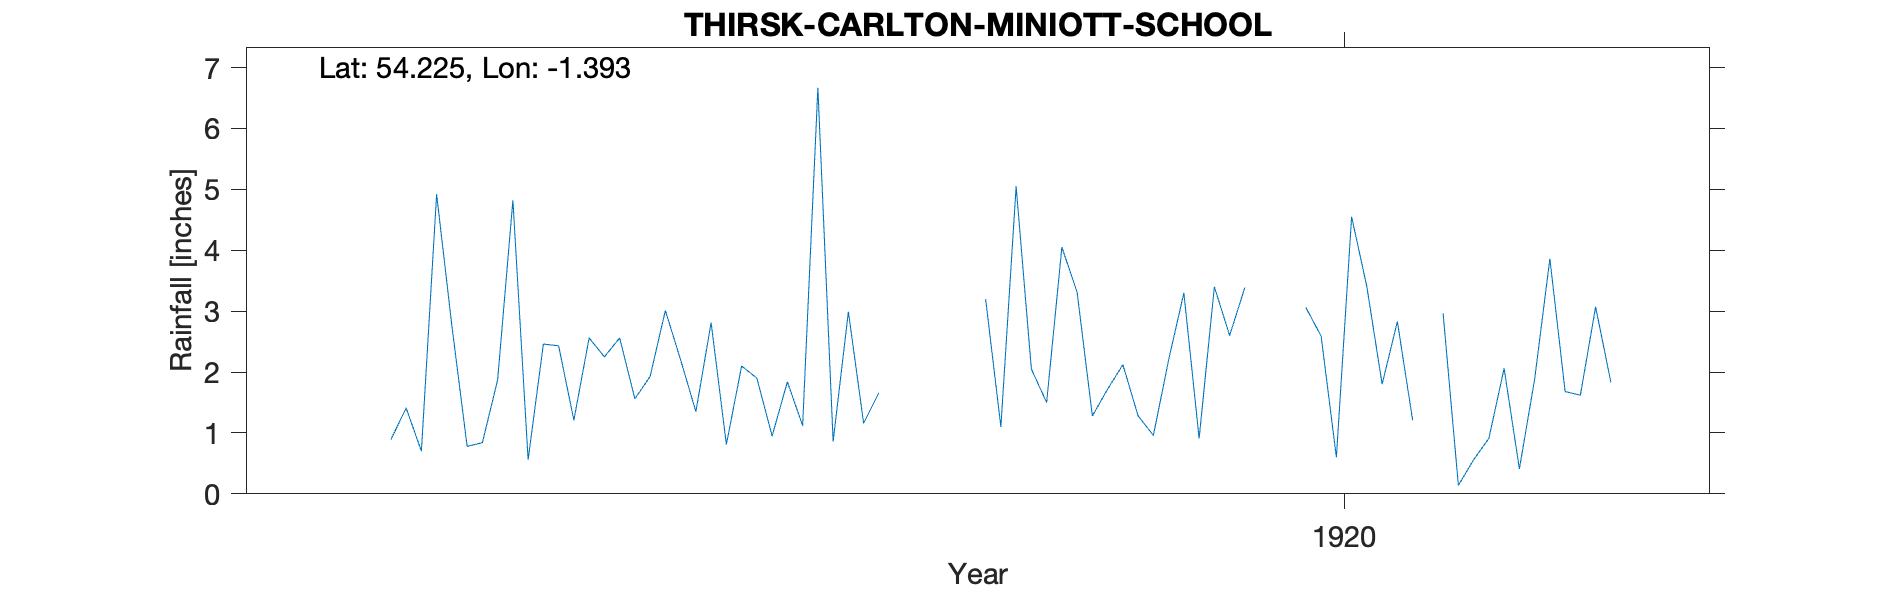 THIRSK-CARLTON-MINIOTT-SCHOOL
Lat: 54.225, Lon: -1.393
7
6
5
4
3
2
1
0
Rainfall [inches]
1920
Year